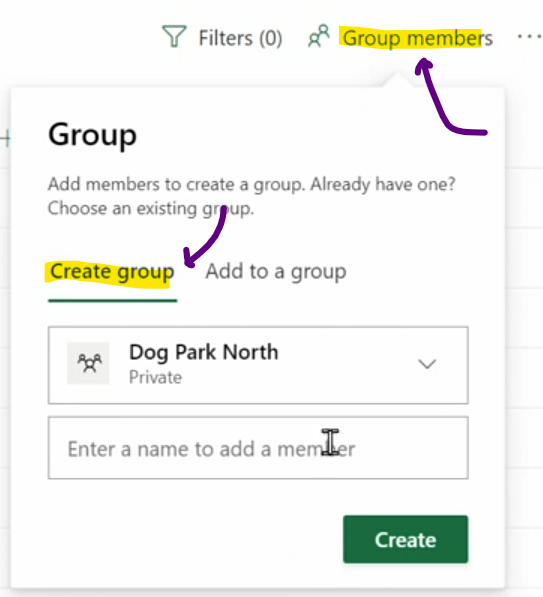 Filters (0) Group members ...
Group
Add members to create a group. Already have one?
Choose an existing group.
Create group Add to a group
Dog Park North
Private
Enter a name to add a member
Create